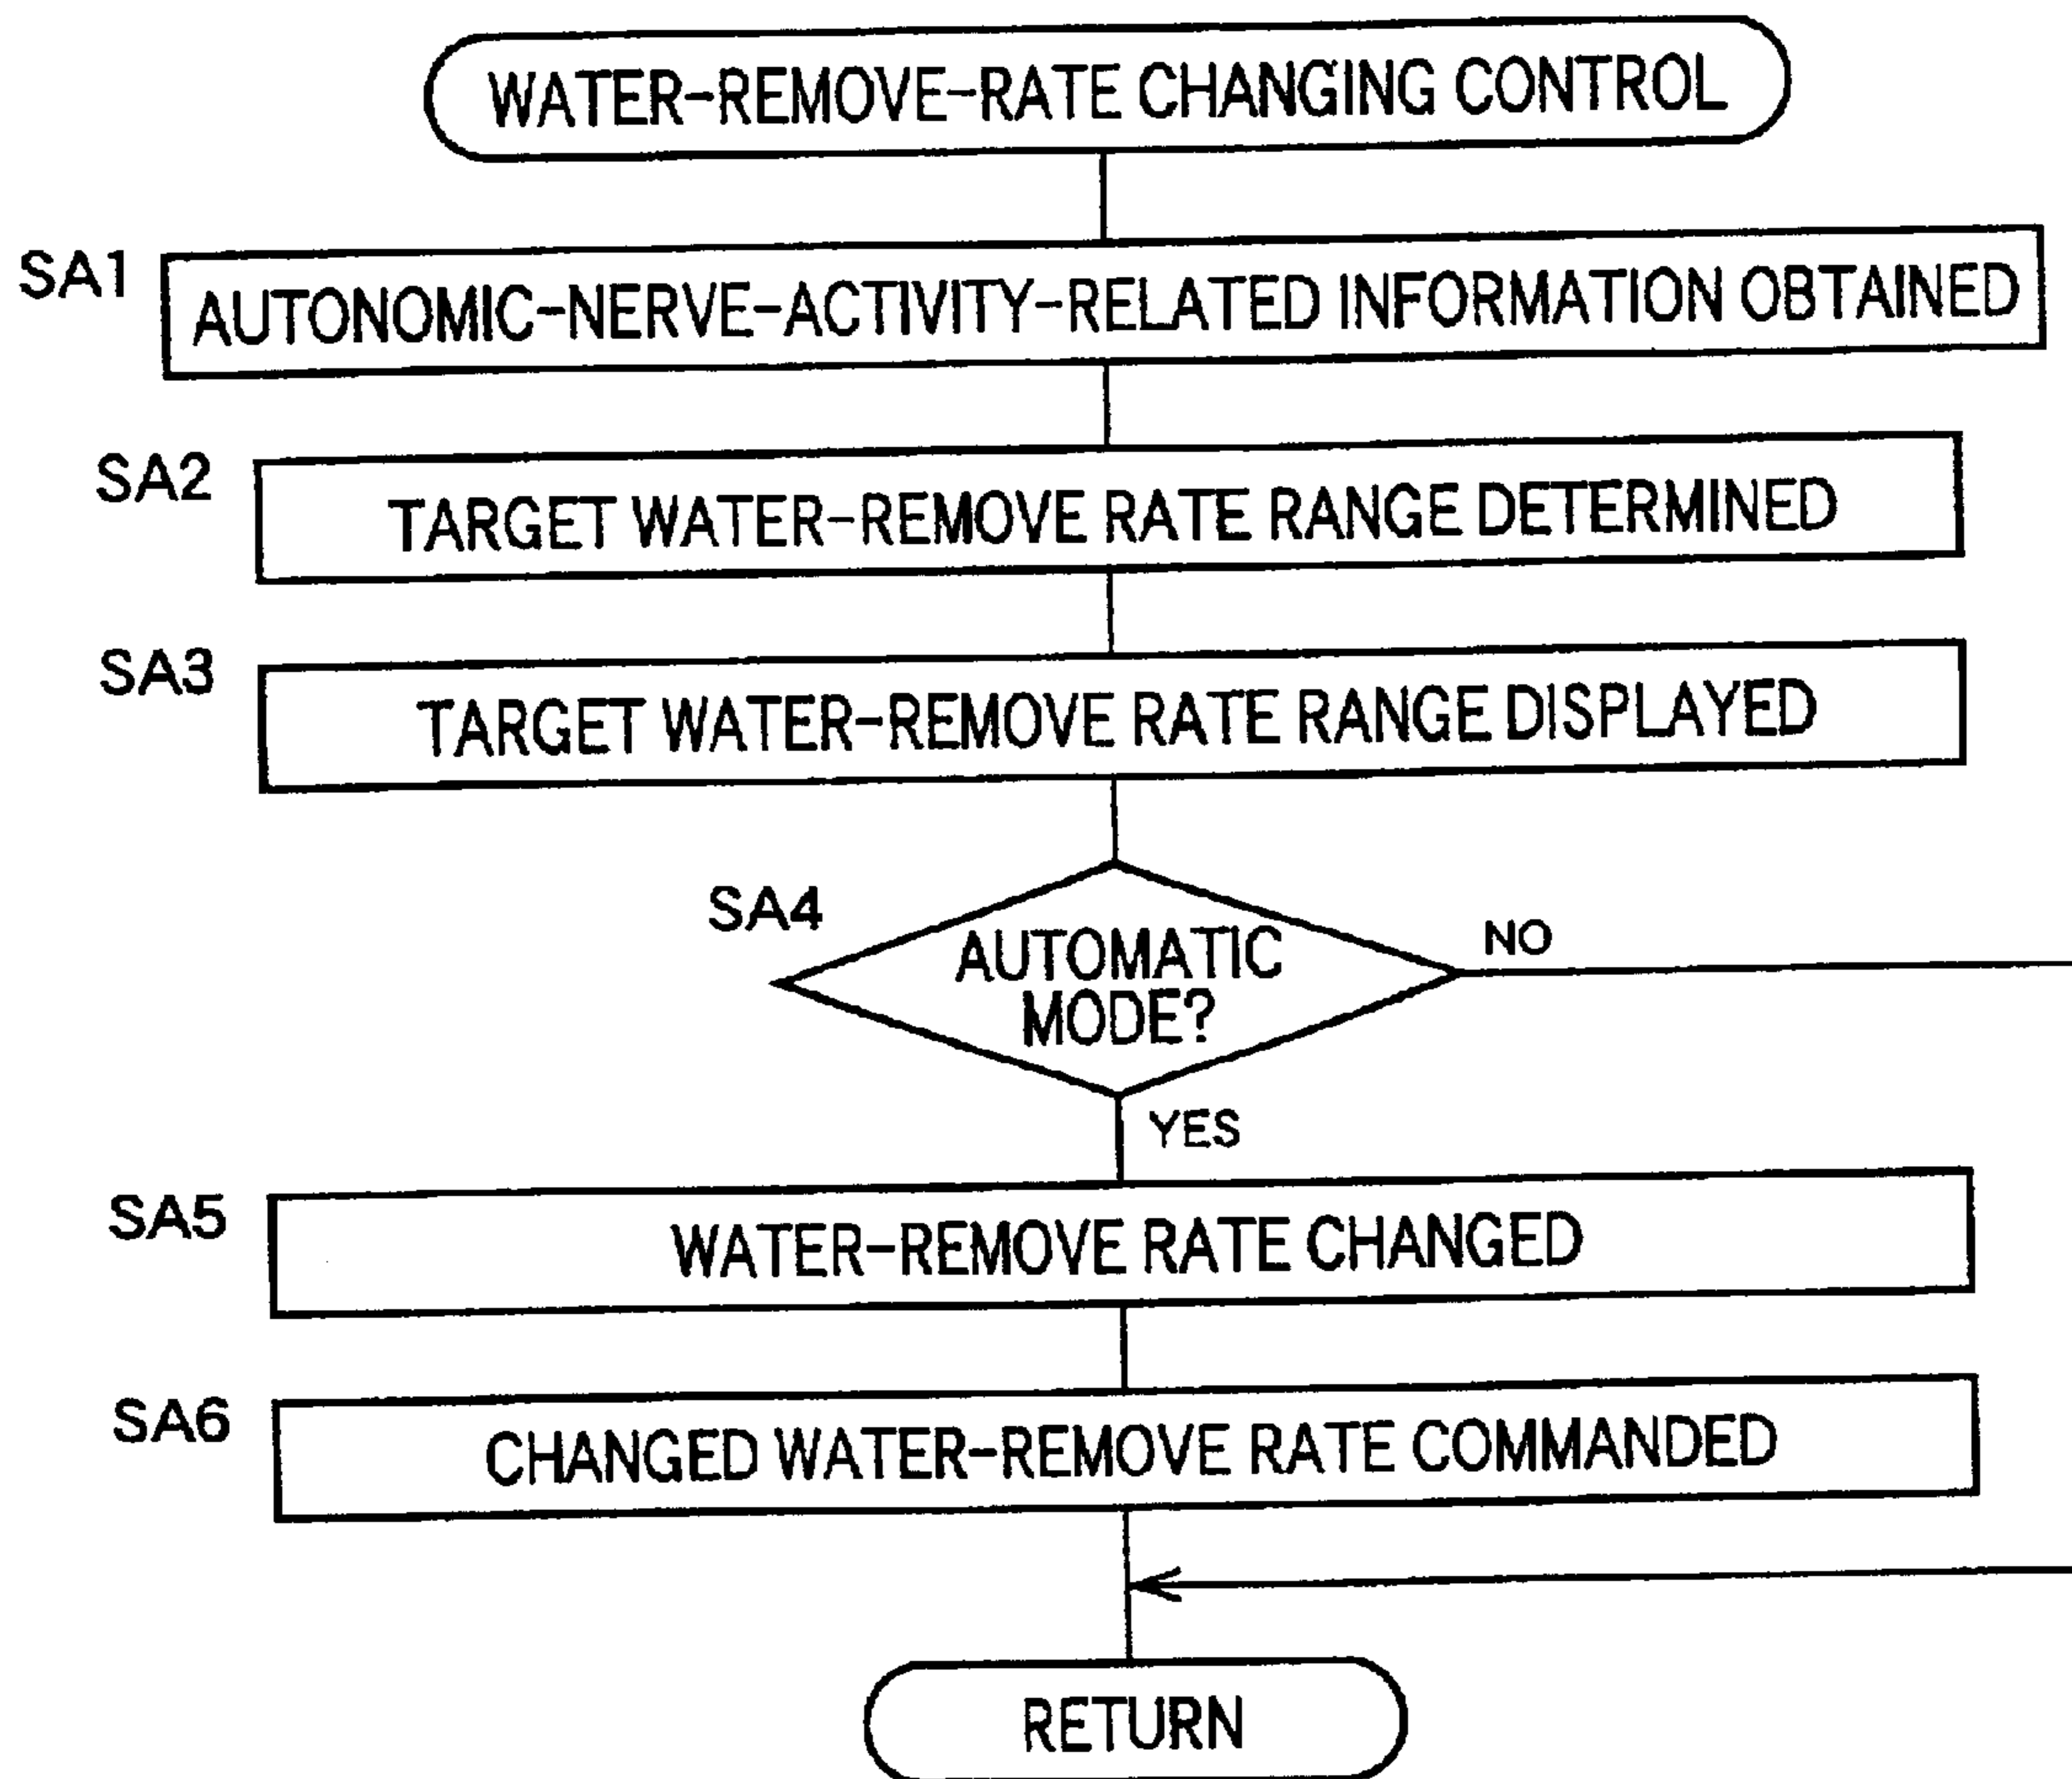 WATER-REMOVE-RATE CHANGING CONTROL
SA1
AUTONOMIC-NERVE-ACTIVITY-RELATED INFORMATION OBTAINED
SA2
TARGET WATER-REMOVE RATE RANGE DETERMINED
SA3
TARGET WATER-REMOVE RATE RANGE DISPLAYED
SA4
AUTOMATIC
MODE?
NO
YES
SA5
WATER-REMOVE RATE CHANGED
SA6
CHANGED WATER-REMOVE RATE COMMANDED
RETURN